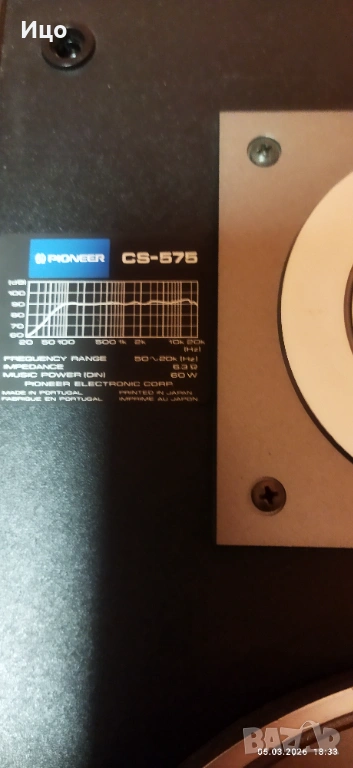 Ицо
PIONEER CS-575
[dB]
100
90
80
70
60
20 50 100 500 1k 2k 10k 20k
[Hz]
FREQUENCY RANGE 50~20k [Hz]
IMPEDANCE 6.3 Ω
MUSIC POWER [DIN] 60 W
PIONEER ELECTRONIC CORP
MADE IN PORTUGAL PRINTED IN JAPAN
FABRIQUE EN PORTUGAL IMPRIME AU JAPON
BAZAR
06.03.2026 18:33